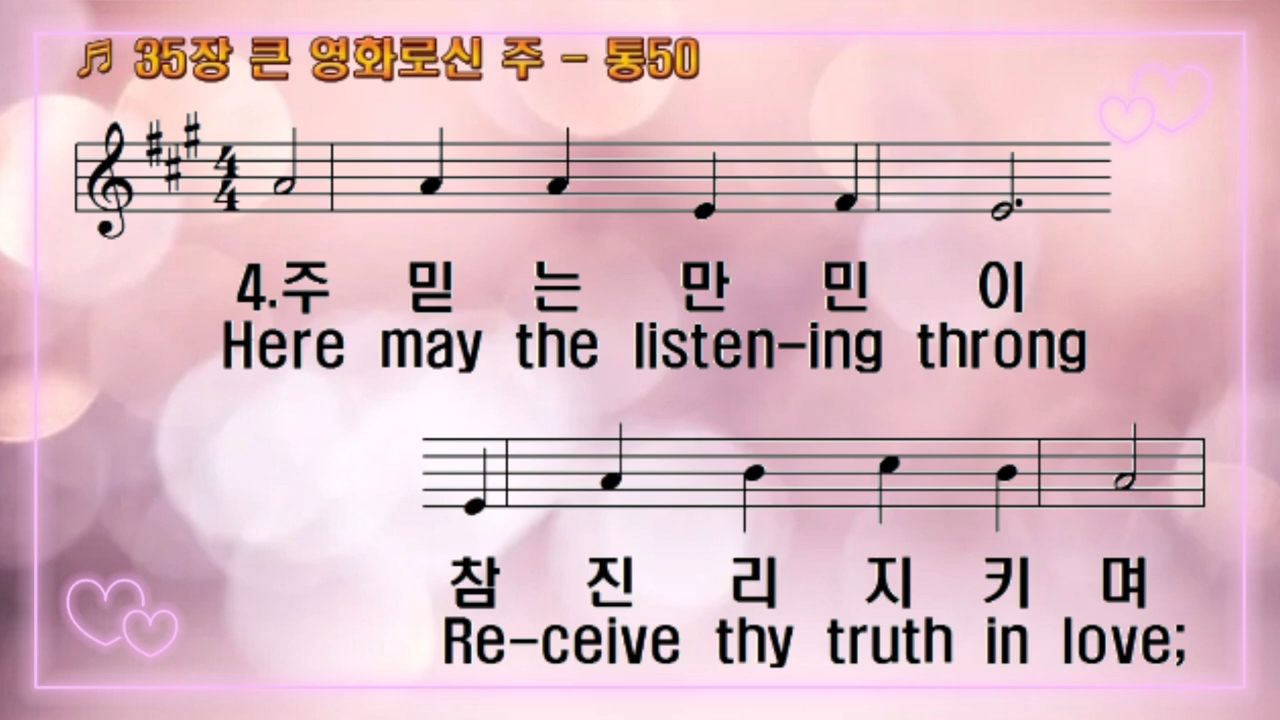 ♬ 35장 큰 영화로신 주 - 통50
4.주 믿 는 만 민 이
Here may the listen-ing throng
참 진 리 지 키 며
Re-ceive thy truth in love;